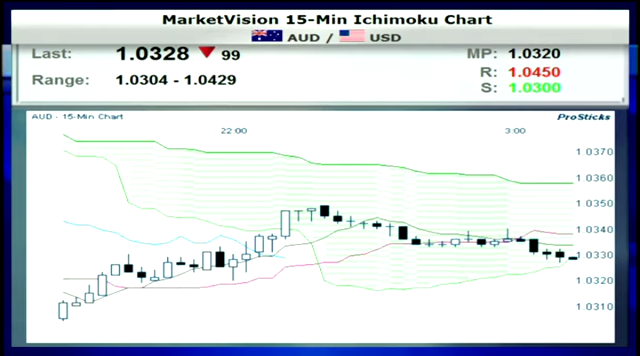 MarketVision 15-Min Ichimoku Chart
AUD / USD
Last: 1.0328 99 MP: 1.0320
Range: 1.0304 - 1.0429 R: 1.0450
S: 1.0300
AUD - 15-Min Chart ProSticks
22:00 3:00
1.0370
1.0360
1.0350
1.0340
1.0330
1.0320
1.0310